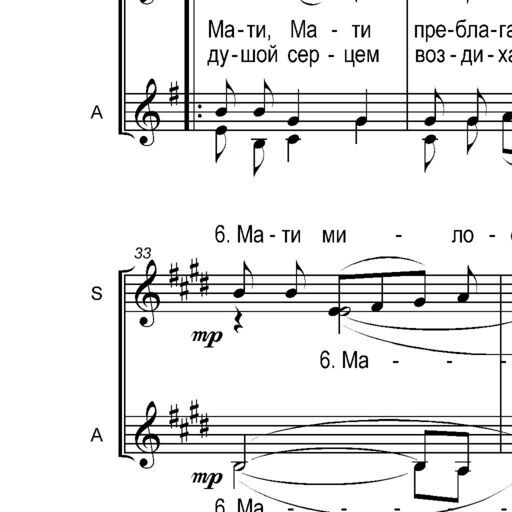 Ма-ти, Ма - ти пре-бла-га
ду-шой сер - цем воз-ди-ха
A
6. Ма-ти ми - ло -
33
S
mp
6. Ма - - -
A
mp
6. Ма - - - -